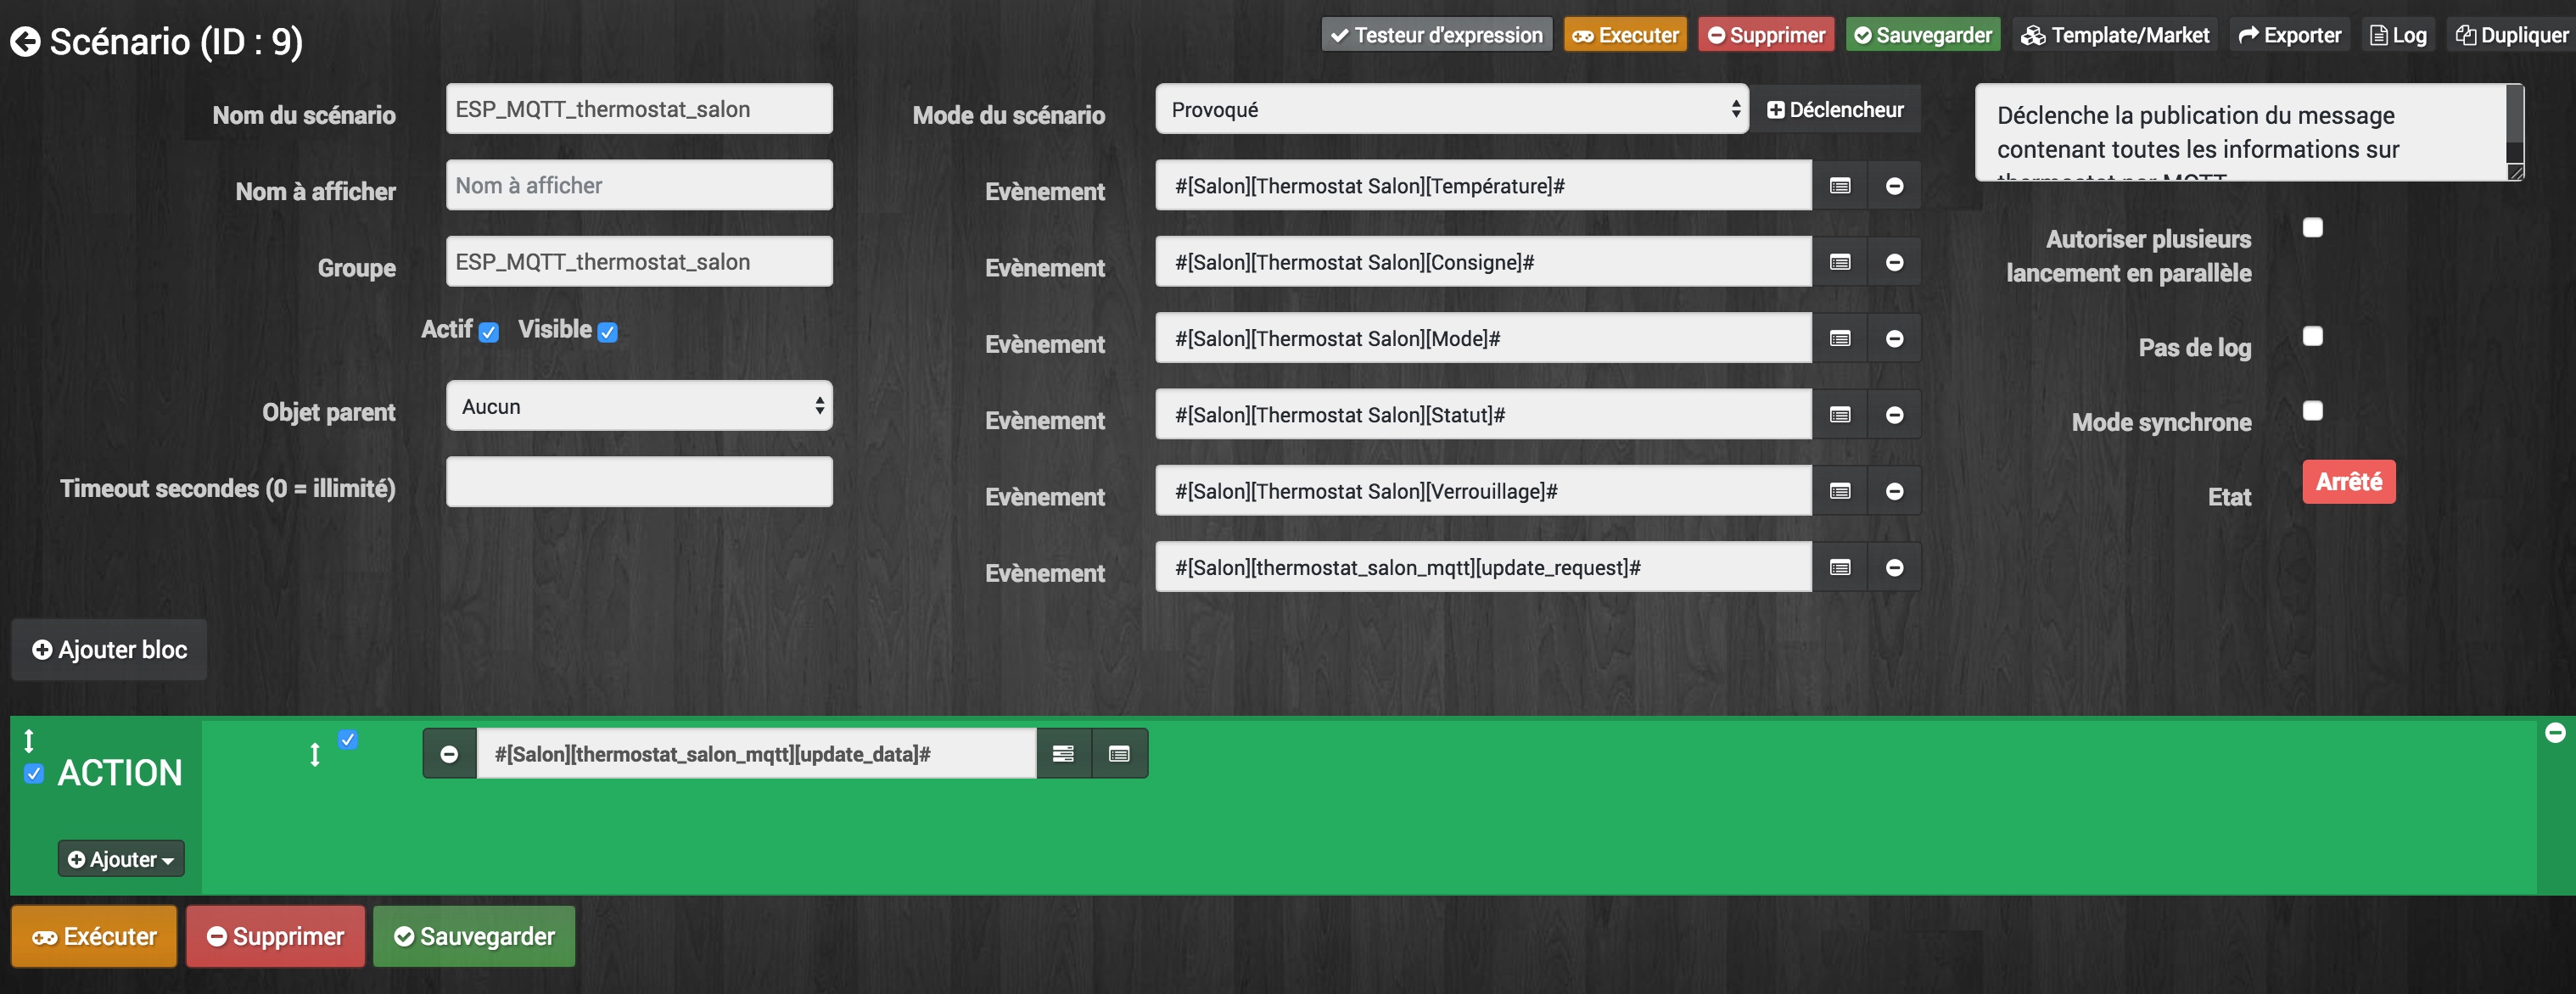 Scénario (ID : 9)
Testeur d'expression
Executer
Supprimer
Sauvegarder
Template/Market
Exporter
Log
Dupliquer
Nom du scénario
ESP_MQTT_thermostat_salon
Nom à afficher
Nom à afficher
Groupe
ESP_MQTT_thermostat_salon
Actif
Visible
Objet parent
Aucun
Timeout secondes (0 = illimité)
Mode du scénario
Provoqué
Déclencheur
Evènement
#[Salon][Thermostat Salon][Température]#
Evènement
#[Salon][Thermostat Salon][Consigne]#
Evènement
#[Salon][Thermostat Salon][Mode]#
Evènement
#[Salon][Thermostat Salon][Statut]#
Evènement
#[Salon][Thermostat Salon][Verrouillage]#
Evènement
#[Salon][thermostat_salon_mqtt][update_request]#
Déclenche la publication du message
contenant toutes les informations sur
thermostat par MQTT
Autoriser plusieurs
lancement en parallèle
Pas de log
Mode synchrone
Etat
Arrêté
Ajouter bloc
ACTION
#[Salon][thermostat_salon_mqtt][update_data]#
Ajouter
Exécuter
Supprimer
Sauvegarder